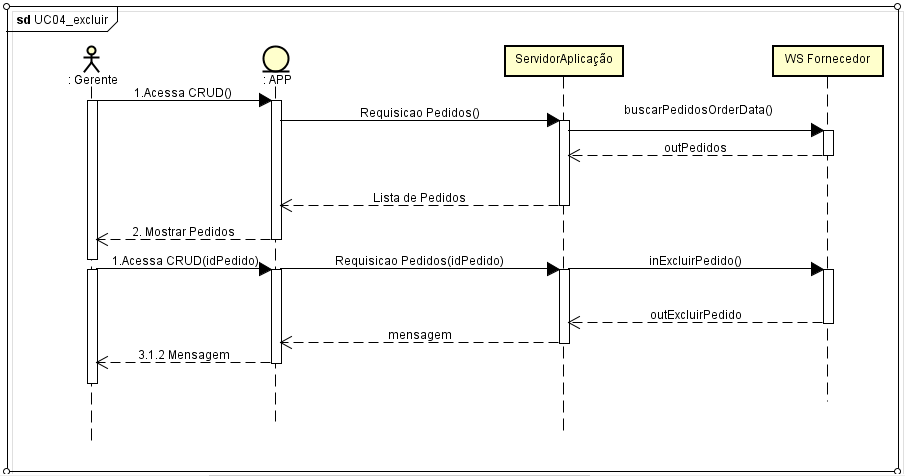 sd UC04_excluir
: Gerente
: APP
ServidorAplicação
WS Fornecedor
1.Acessa CRUD()
Requisicao Pedidos()
buscarPedidosOrderData()
outPedidos
Lista de Pedidos
2. Mostrar Pedidos
1.Acessa CRUD(idPedido)
Requisicao Pedidos(idPedido)
inExcluirPedido()
outExcluirPedido
mensagem
3.1.2 Mensagem